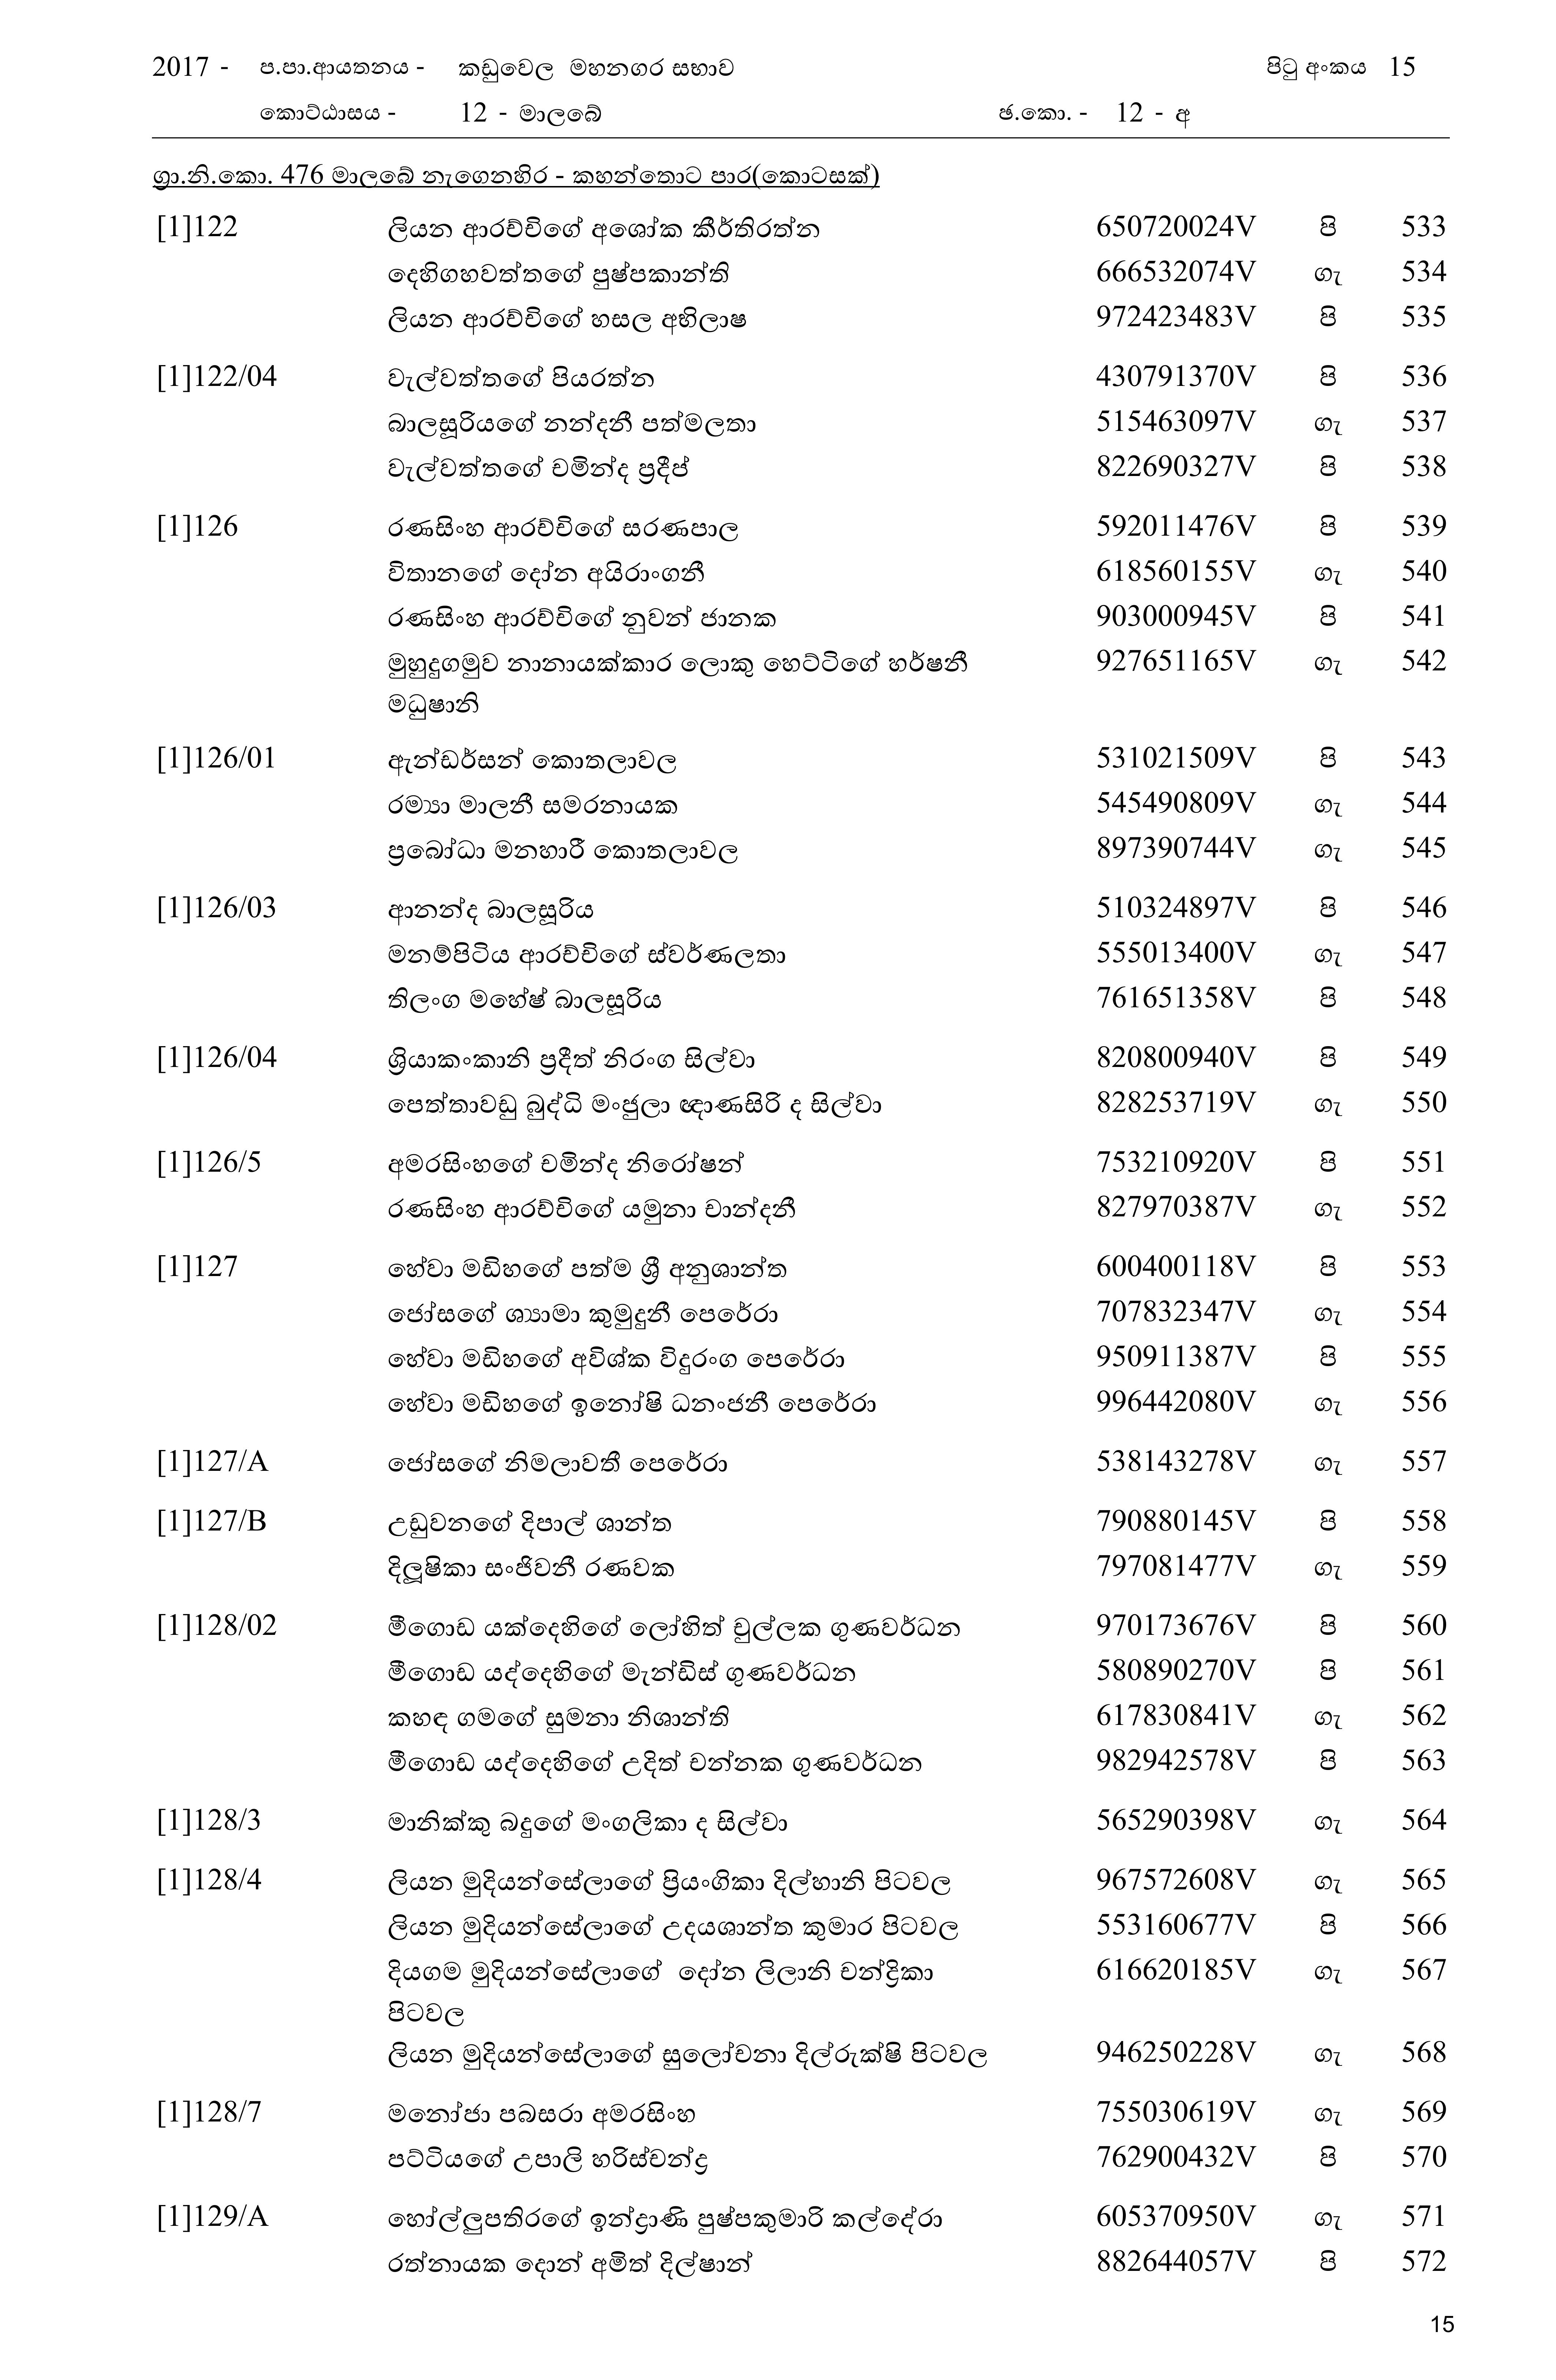 2017 - ප.පා.ආයතනය - කඩුවෙල මහනගර සභාව පිටු අංකය 15
කොට්ඨාසය - 12 - මාලබේ ඡ.කො. - 12 - අ
ග්‍රා.නි.කො. 476 මාලබේ නැගෙනහිර - කහන්තොට පාර(කොටසක්)
[1]122 ලියන ආරච්චිගේ අශෝක කීර්තිරත්න 650720024V පි 533
දෙහිගහවත්තගේ පුෂ්පකාන්ති 666532074V ගැ 534
ලියන ආරච්චිගේ හසල අභිලාෂ 972423483V පි 535
[1]122/04 වැල්වත්තගේ පියරත්න 430791370V පි 536
බාලසූරියගේ නන්දනී පත්මලතා 515463097V ගැ 537
වැල්වත්තගේ චමින්ද ප්‍රදීප් 822690327V පි 538
[1]126 රණසිංහ ආරච්චිගේ සරණපාල 592011476V පි 539
විතානගේ දෝන අයිරාංගනී 618560155V ගැ 540
රණසිංහ ආරච්චිගේ නුවන් ජානක 903000945V පි 541
මුහුදුගමුව නානායක්කාර ලොකු හෙට්ටිගේ හර්ෂනී 927651165V ගැ 542
මධුෂානි
[1]126/01 ඇන්ඩර්සන් කොතලාවල 531021509V පි 543
රම්‍යා මාලනී සමරනායක 545490809V ගැ 544
ප්‍රබෝධා මනහාරී කොතලාවල 897390744V ගැ 545
[1]126/03 ආනන්ද බාලසූරිය 510324897V පි 546
මනම්පිටිය ආරච්චිගේ ස්වර්ණලතා 555013400V ගැ 547
තිලංග මහේෂ් බාලසූරිය 761651358V පි 548
[1]126/04 ශ්‍රියාකංකානි ප්‍රදීත් නිරංග සිල්වා 820800940V පි 549
පෙත්තාවඩු බුද්ධි මංජුලා ඥාණසිරි ද සිල්වා 828253719V ගැ 550
[1]126/5 අමරසිංහගේ චමින්ද නිරෝෂන් 753210920V පි 551
රණසිංහ ආරච්චිගේ යමුනා චාන්දනී 827970387V ගැ 552
[1]127 හේවා මඩිහගේ පත්ම ශ්‍රී අනුශාන්ත 600400118V පි 553
ජෝසගේ ශ්‍යාමා කුමුදුනී පෙරේරා 707832347V ගැ 554
හේවා මඩිහගේ අවිශ්ක විදුරංග පෙරේරා 950911387V පි 555
හේවා මඩිහගේ ඉනෝෂි ධනංජනී පෙරේරා 996442080V ගැ 556
[1]127/A ජෝසගේ නිමලාවතී පෙරේරා 538143278V ගැ 557
[1]127/B උඩුවනගේ දිපාල් ශාන්ත 790880145V පි 558
දිලූෂිකා සංජිවනී රණවක 797081477V ගැ 559
[1]128/02 මීගොඩ යක්දෙහිගේ ලෝහිත් චුල්ලක ගුණවර්ධන 970173676V පි 560
මීගොඩ යද්දෙහිගේ මැන්ඩිස් ගුණවර්ධන 580890270V පි 561
කහඳ ගමගේ සුමනා නිශාන්ති 617830841V ගැ 562
මීගොඩ යද්දෙහිගේ උදිත් චන්නක ගුණවර්ධන 982942578V පි 563
[1]128/3 මානික්කු බදුගේ මංගලිකා ද සිල්වා 565290398V ගැ 564
[1]128/4 ලියන මුදියන්සේලාගේ ප්‍රියංගිකා දිල්හානි පිටවල 967572608V ගැ 565
ලියන මුදියන්සේලාගේ උදයශාන්ත කුමාර පිටවල 553160677V පි 566
දියගම මුදියන්සේලාගේ දෝන ලිලානි චන්ද්‍රිකා 616620185V ගැ 567
පිටවල
ලියන මුදියන්සේලාගේ සුලෝචනා දිල්රුක්ෂි පිටවල 946250228V ගැ 568
[1]128/7 මනෝජා පබසරා අමරසිංහ 755030619V ගැ 569
පට්ටියගේ උපාලි හරිස්චන්ද්‍ර 762900432V පි 570
[1]129/A හෝල්ලුපතිරගේ ඉන්ද්‍රාණි පුෂ්පකුමාරි කල්දේරා 605370950V ගැ 571
රත්නායක දොන් අමිත් දිල්ෂාන් 882644057V පි 572
15